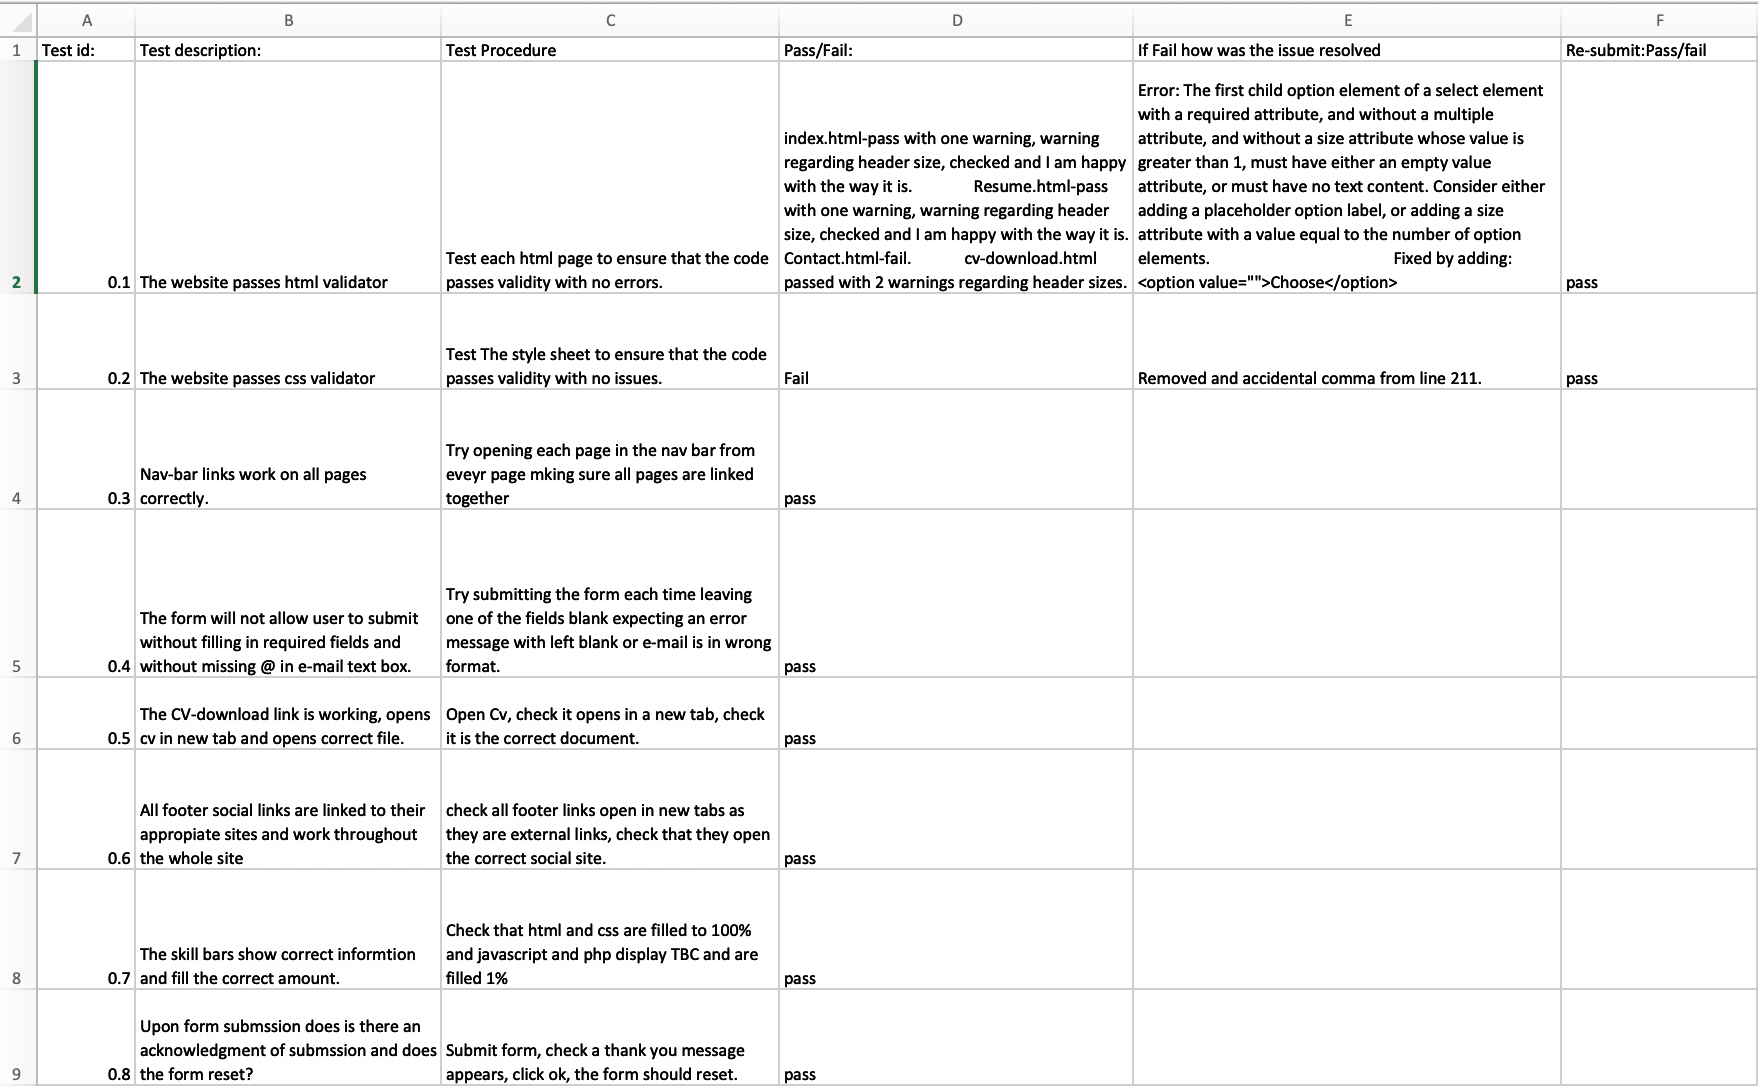 A B C D E F
1 Test id: Test description: Test Procedure Pass/Fail: If Fail how was the issue resolved Re-submit:Pass/fail
2
0.1
The website passes html validator
Test each html page to ensure that the code
passes validity with no errors.
index.html-pass with one warning, warning
regarding header size, checked and I am happy
with the way it is. Resume.html-pass
with one warning, warning regarding header
size, checked and I am happy with the way it is.
Contact.html-fail. cv-download.html
passed with 2 warnings regarding header sizes.
Error: The first child option element of a select element
with a required attribute, and without a multiple
attribute, and without a size attribute whose value is
greater than 1, must have either an empty value
attribute, or must have no text content. Consider either
adding a placeholder option label, or adding a size
attribute with a value equal to the number of option
elements. Fixed by adding:
<option value="">Choose</option>
pass
3
0.2
The website passes css validator
Test The style sheet to ensure that the code
passes validity with no issues.
Fail
Removed and accidental comma from line 211.
pass
4
0.3
Nav-bar links work on all pages
correctly.
Try opening each page in the nav bar from
eveyr page mking sure all pages are linked
together
pass
5
0.4
The form will not allow user to submit
without filling in required fields and
without missing @ in e-mail text box.
Try submitting the form each time leaving
one of the fields blank expecting an error
message with left blank or e-mail is in wrong
format.
pass
6
0.5
The CV-download link is working, opens
cv in new tab and opens correct file.
Open Cv, check it opens in a new tab, check
it is the correct document.
pass
7
0.6
All footer social links are linked to their
appropiate sites and work throughout
the whole site
check all footer links open in new tabs as
they are external links, check that they open
the correct social site.
pass
8
0.7
The skill bars show correct informtion
and fill the correct amount.
Check that html and css are filled to 100%
and javascript and php display TBC and are
filled 1%
pass
9
0.8
Upon form submssion does is there an
acknowledgment of submssion and does
the form reset?
Submit form, check a thank you message
appears, click ok, the form should reset.
pass